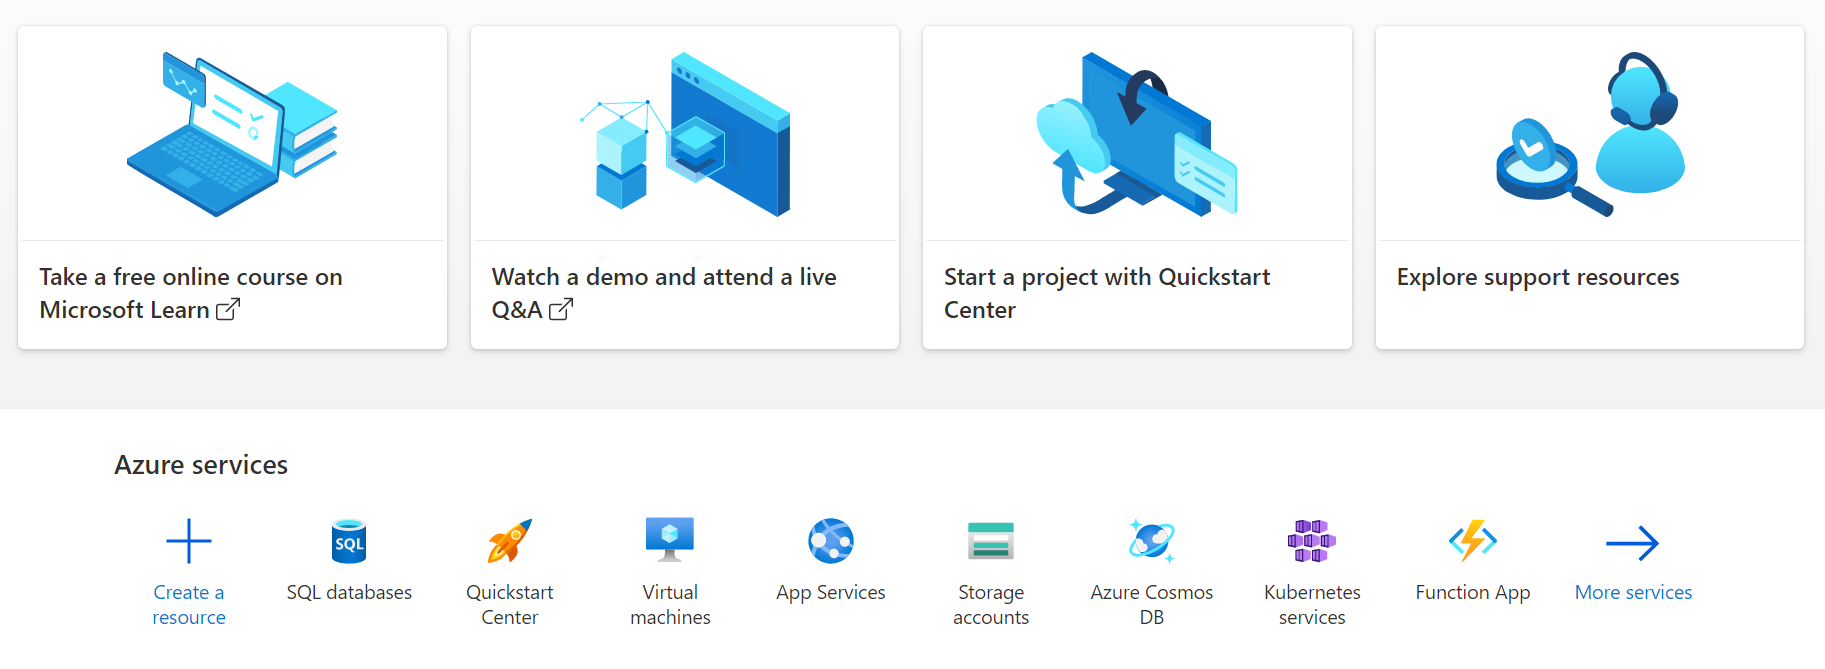 Take a free online course on
Microsoft Learn
Watch a demo and attend a live
Q&A
Start a project with Quickstart
Center
Explore support resources
Azure services
SQL
Create a
resource
SQL databases
Quickstart
Center
Virtual
machines
App Services
Storage
accounts
Azure Cosmos
DB
Kubernetes
services
Function App
More services